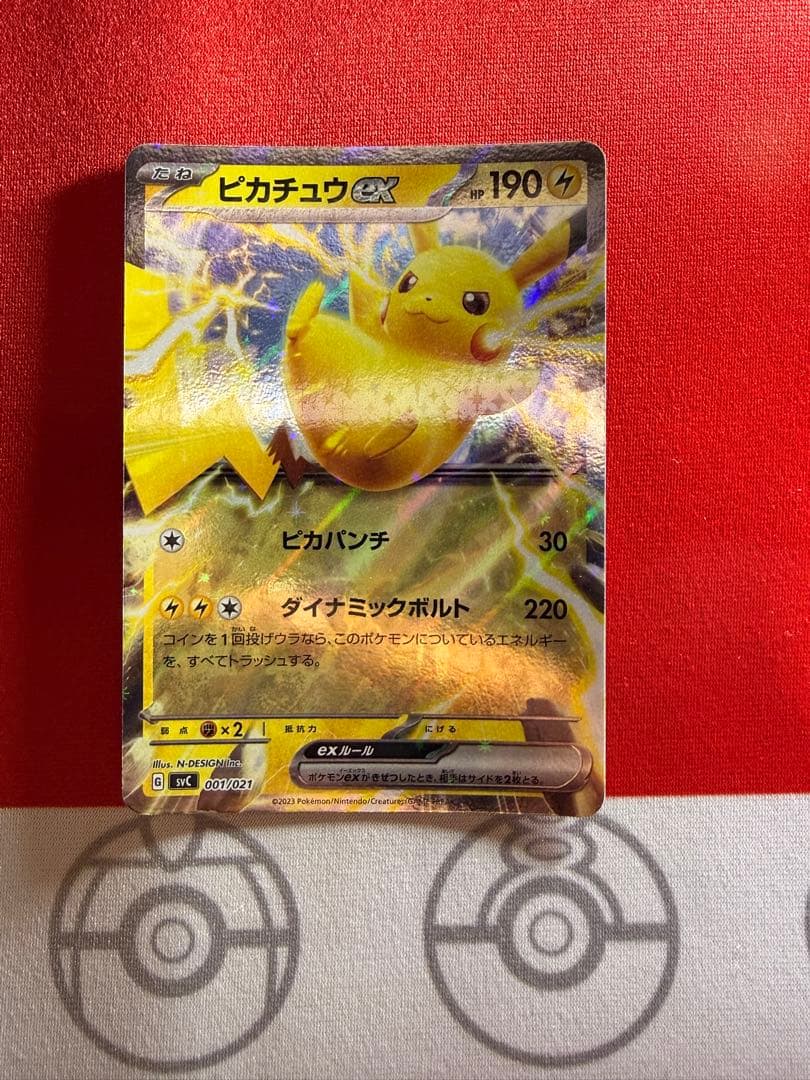 たね ピカチュウex HP 190
ピカパンチ 30
ダイナミックボルト 220
コインを1回投げウラなら、このポケモンについているエネルギー
を、すべてトラッシュする。
弱点 ×2 抵抗力 にげる
exルール
ポケモンexがきぜつしたとき、相手はサイドを2枚とる。
Illus. N-DESIGN Inc.
G svC 001/021
©2023 Pokémon/Nintendo/Creatures/GAME FREAK